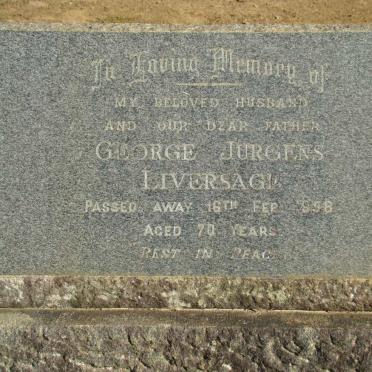 In Loving Memory of
MY BELOVED HUSBAND
AND OUR DEAR FATHER
GEORGE JURGENS
LIVERSAGE
PASSED AWAY 16TH FEB. 1958
AGED 70 YEARS.
REST IN PEACE